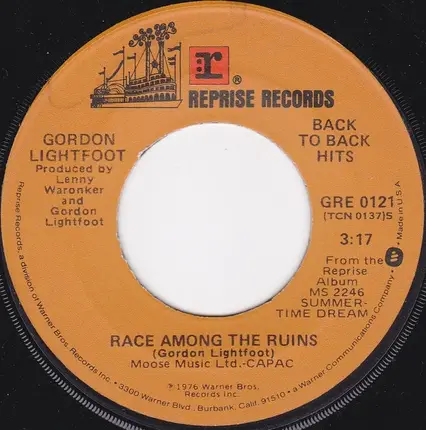 r®
REPRISE RECORDS
GORDON
LIGHTFOOT
Produced by
Lenny
Waronker
and
Gordon
Lightfoot
BACK
TO BACK
HITS
GRE 0121
(TCN 0137)S
3:17
From the
Reprise
Album
MS 2246
SUMMER-
TIME DREAM
RACE AMONG THE RUINS
(Gordon Lightfoot)
Moose Music Ltd.-CAPAC
℗ 1976 Warner Bros.
Records Inc.
Reprise Records, a division of Warner Bros. Records Inc. • 3300 Warner Blvd., Burbank, Calif. 91510 • a Warner Communications Company • Made in U.S.A.